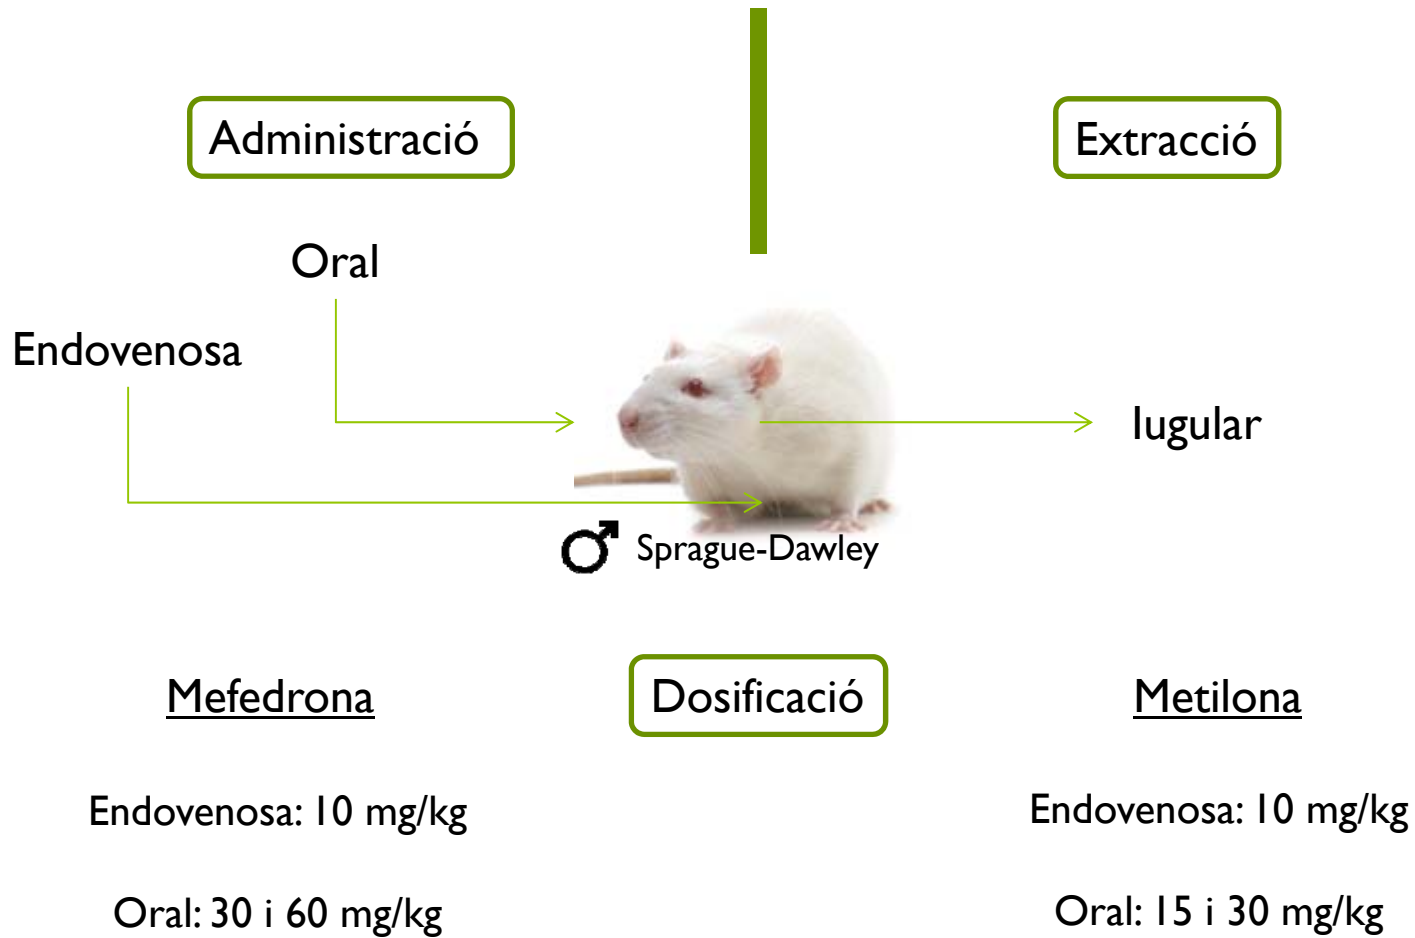 Administració
Extracció
Oral
Endovenosa
Iugular
Sprague-Dawley
Mefedrona
Dosificació
Metilona
Endovenosa: 10 mg/kg
Endovenosa: 10 mg/kg
Oral: 30 i 60 mg/kg
Oral: 15 i 30 mg/kg